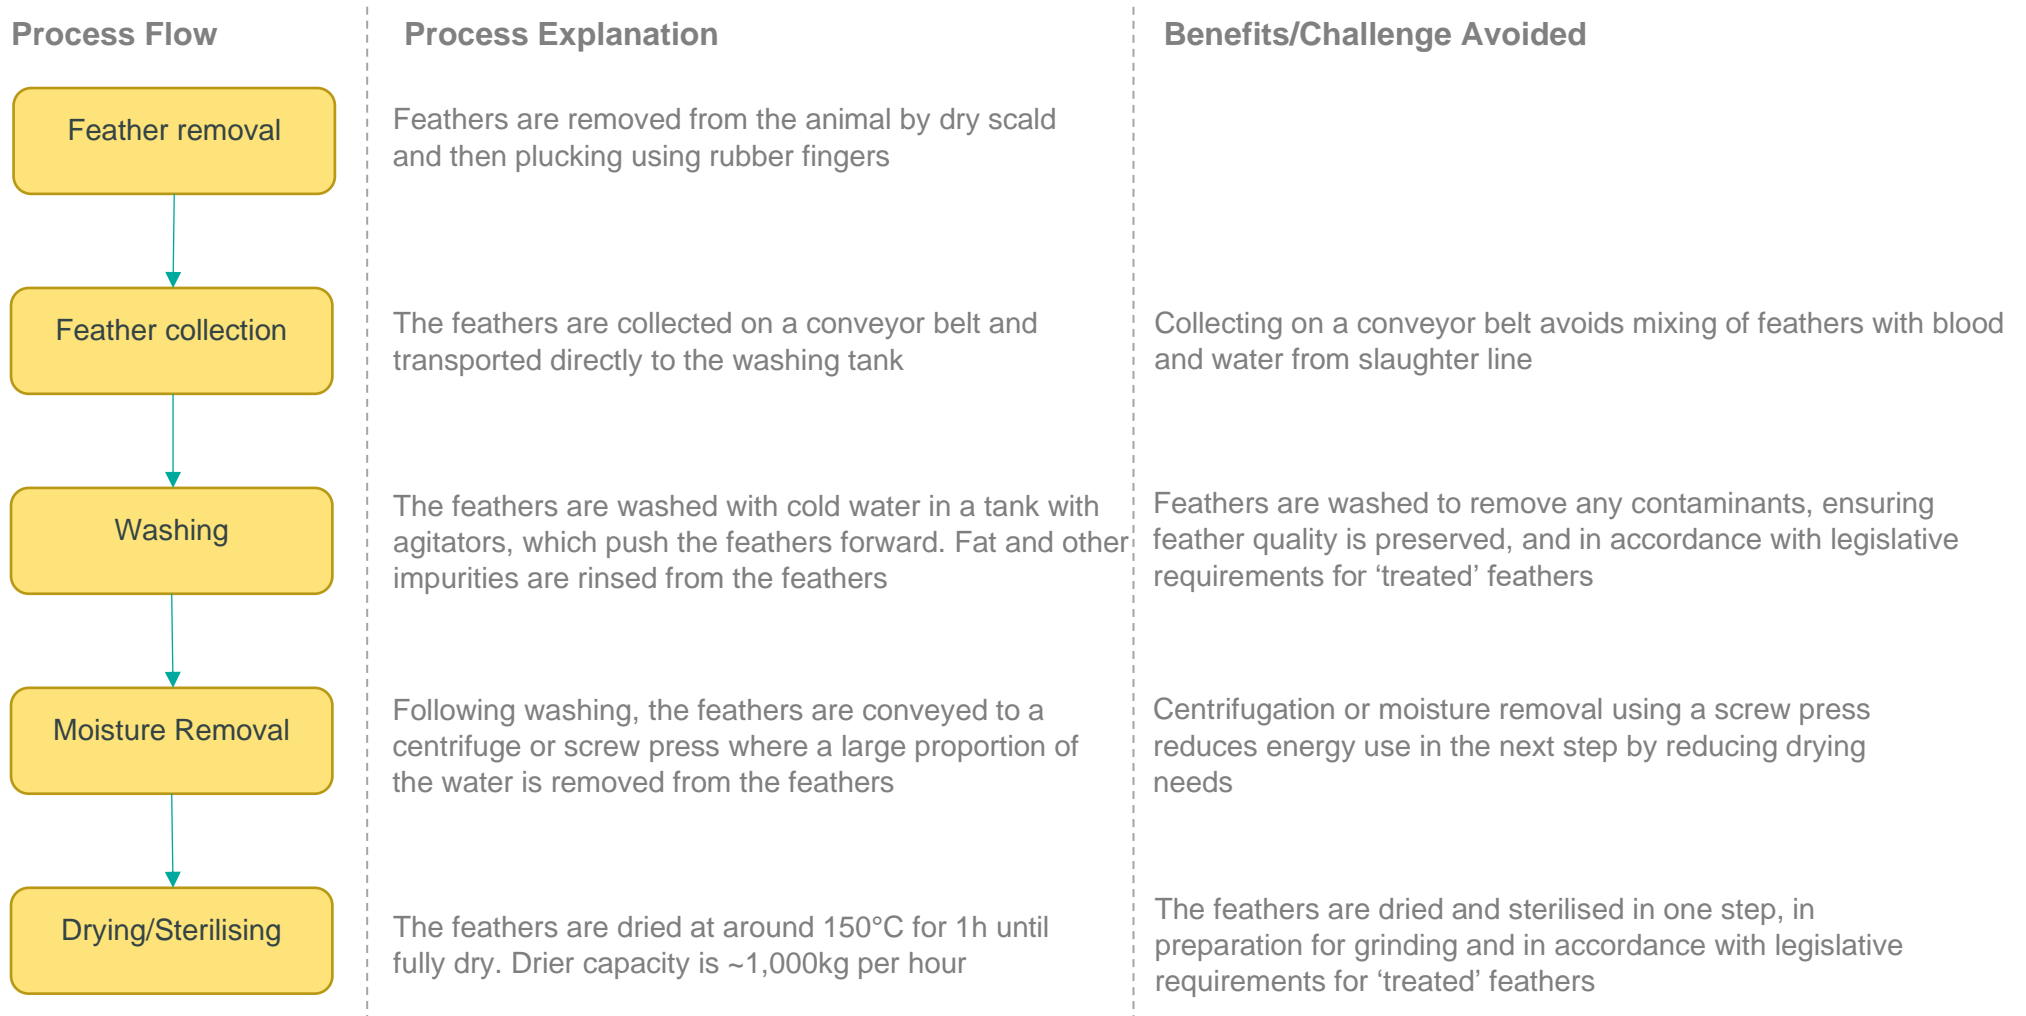 Process Flow
Process Explanation
Benefits/Challenge Avoided
Feather removal
Feathers are removed from the animal by dry scald
and then plucking using rubber fingers
Feather collection
The feathers are collected on a conveyor belt and
transported directly to the washing tank
Collecting on a conveyor belt avoids mixing of feathers with blood
and water from slaughter line
Washing
The feathers are washed with cold water in a tank with
agitators, which push the feathers forward. Fat and other
impurities are rinsed from the feathers
Feathers are washed to remove any contaminants, ensuring
feather quality is preserved, and in accordance with legislative
requirements for ‘treated’ feathers
Moisture Removal
Following washing, the feathers are conveyed to a
centrifuge or screw press where a large proportion of
the water is removed from the feathers
Centrifugation or moisture removal using a screw press
reduces energy use in the next step by reducing drying
needs
Drying/Sterilising
The feathers are dried at around 150°C for 1h until
fully dry. Drier capacity is ~1,000kg per hour
The feathers are dried and sterilised in one step, in
preparation for grinding and in accordance with legislative
requirements for ‘treated’ feathers